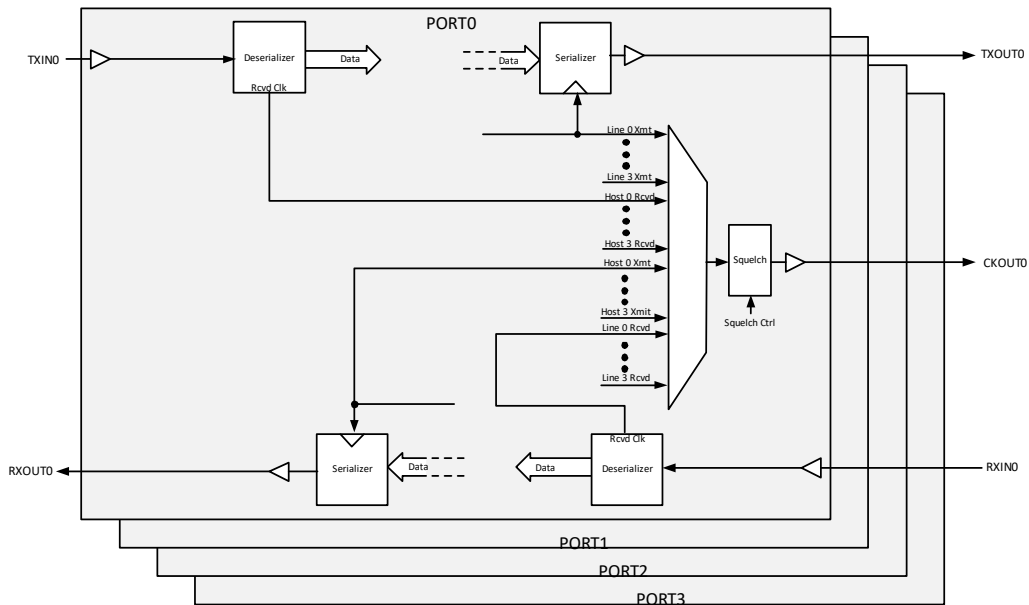 PORT0
TXIN0
Deserializer
Rcvd Clk
Data
Data
Serializer
TXOUT0
Line 0 Xmt
Line 3 Xmt
Host 0 Rcvd
Host 3 Rcvd
Host 0 Xmt
Host 3 Xmit
Line 0 Rcvd
Line 3 Rcvd
Squelch
Squelch Ctrl
CKOUT0
RXOUT0
Serializer
Data
Data
Rcvd Clk
Deserializer
RXIN0
PORT1
PORT2
PORT3